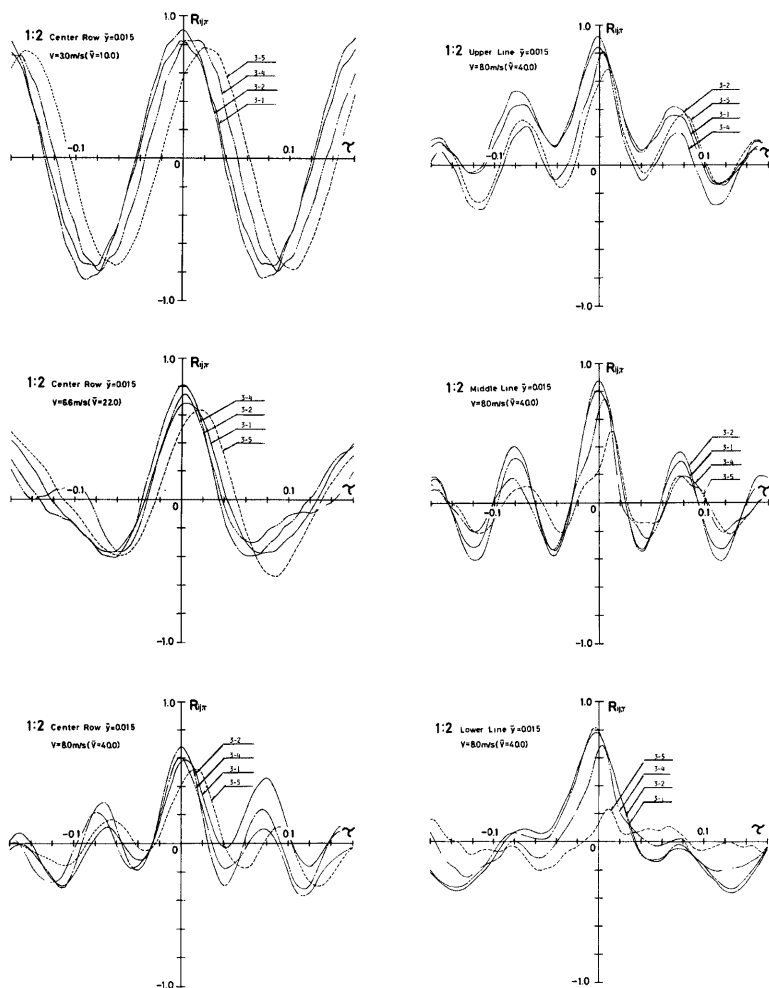 1:2 Center Row ȳ=0.015
V=3.0m/s(V̄=10.0)
1.0
Rij,τ
3-5
3-4
3-2
3-1
-0.1
0
0.1
τ
-1.0
1:2 Upper Line ȳ=0.015
V=8.0m/s(V̄=40.0)
1.0
Rij,τ
3-2
3-5
3-1
3-4
-0.1
0
0.1
τ
-1.0
1:2 Center Row ȳ=0.015
V=6.6m/s(V̄=22.0)
1.0
Rij,τ
3-4
3-2
3-1
3-5
-0.1
0
0.1
τ
-1.0
1:2 Middle Line ȳ=0.015
V=8.0m/s(V̄=40.0)
1.0
Rij,τ
3-2
3-1
3-4
3-5
-0.1
0
0.1
τ
-1.0
1:2 Center Row ȳ=0.015
V=8.0m/s(V̄=40.0)
1.0
Rij,τ
3-2
3-4
3-1
3-5
-0.1
0
0.1
τ
-1.0
1:2 Lower Line ȳ=0.015
V=8.0m/s(V̄=40.0)
1.0
Rij,τ
3-5
3-4
3-2
3-1
-0.1
0
0.1
τ
-1.0